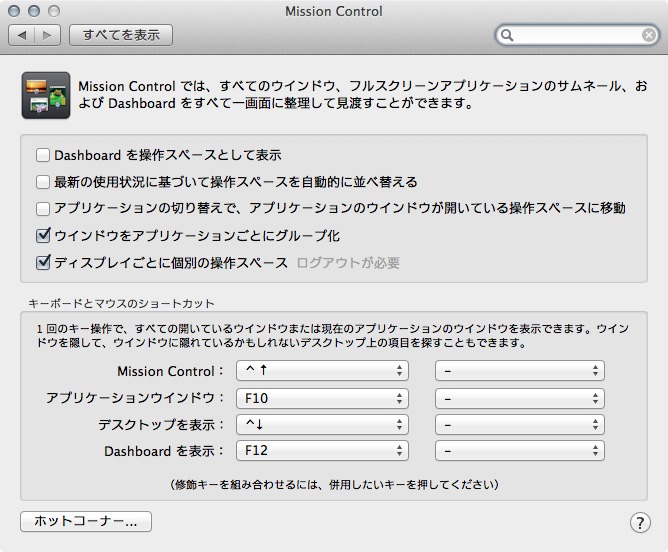 Mission Control
すべてを表示
Mission Control では、すべてのウインドウ、フルスクリーンアプリケーションのサムネール、お
よび Dashboard をすべて一画面に整理して見渡すことができます。
Dashboard を操作スペースとして表示
最新の使用状況に基づいて操作スペースを自動的に並べ替える
アプリケーションの切り替えで、アプリケーションのウインドウが開いている操作スペースに移動
ウインドウをアプリケーションごとにグループ化
ディスプレイごとに個別の操作スペース ログアウトが必要
キーボードとマウスのショートカット
1 回のキー操作で、すべての開いているウインドウまたは現在のアプリケーションのウインドウを表示できます。ウイン
ドウを隠して、ウインドウに隠れているかもしれないデスクトップ上の項目を探すこともできます。
Mission Control： ^ ↑ –
アプリケーションウインドウ： F10 –
デスクトップを表示： ^↓ –
Dashboard を表示： F12 –
（修飾キーを組み合わせるには、併用したいキーを押してください）
ホットコーナー... ?